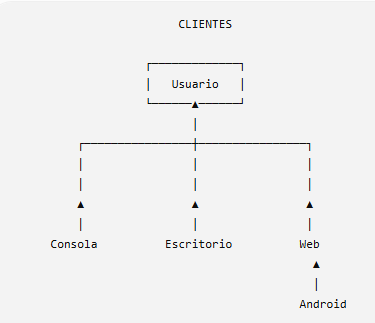 CLIENTES
Usuario
Consola Escritorio Web
Android